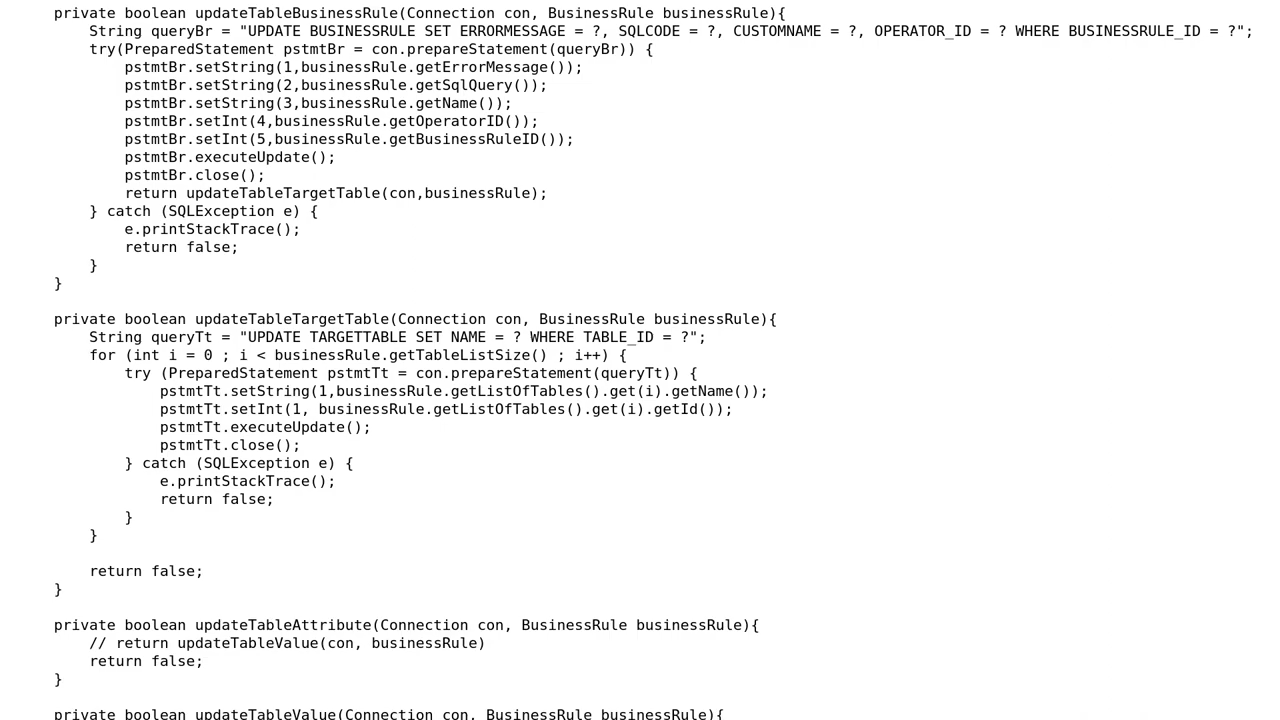 private boolean updateTableBusinessRule(Connection con, BusinessRule businessRule){
    String queryBr = "UPDATE BUSINESSRULE SET ERRORMESSAGE = ?, SQLCODE = ?, CUSTOMNAME = ?, OPERATOR_ID = ? WHERE BUSINESSRULE_ID = ?";
    try(PreparedStatement pstmtBr = con.prepareStatement(queryBr)) {
        pstmtBr.setString(1,businessRule.getErrorMessage());
        pstmtBr.setString(2,businessRule.getSqlQuery());
        pstmtBr.setString(3,businessRule.getName());
        pstmtBr.setInt(4,businessRule.getOperatorID());
        pstmtBr.setInt(5,businessRule.getBusinessRuleID());
        pstmtBr.executeUpdate();
        pstmtBr.close();
        return updateTableTargetTable(con,businessRule);
    } catch (SQLException e) {
        e.printStackTrace();
        return false;
    }
}

private boolean updateTableTargetTable(Connection con, BusinessRule businessRule){
    String queryTt = "UPDATE TARGETTABLE SET NAME = ? WHERE TABLE_ID = ?";
    for (int i = 0 ; i < businessRule.getTableListSize() ; i++) {
        try (PreparedStatement pstmtTt = con.prepareStatement(queryTt)) {
            pstmtTt.setString(1,businessRule.getListOfTables().get(i).getName());
            pstmtTt.setInt(1, businessRule.getListOfTables().get(i).getId());
            pstmtTt.executeUpdate();
            pstmtTt.close();
        } catch (SQLException e) {
            e.printStackTrace();
            return false;
        }
    }

    return false;
}

private boolean updateTableAttribute(Connection con, BusinessRule businessRule){
    // return updateTableValue(con, businessRule)
    return false;
}

private boolean updateTableValue(Connection con, BusinessRule businessRule){